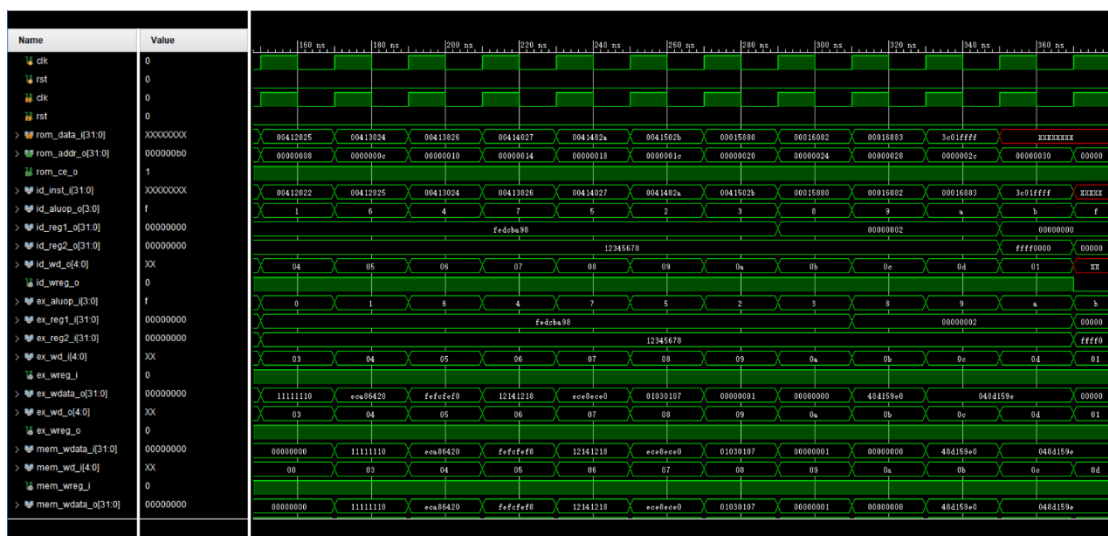 Name Value 160 ns 180 ns 200 ns 220 ns 240 ns 260 ns 280 ns 300 ns 320 ns 340 ns 360 ns
clk 0
rst 0
clk 0
rst 0
rom_data_i[31:0] XXXXXXXX 00412825 00413024 00413826 00414027 0041482a 0041502b 00015880 00016082 00016883 3c01ffff XXXXXXXX
rom_addr_o[31:0] 000000b0 00000008 0000000c 00000010 00000014 00000018 0000001c 00000020 00000024 00000028 0000002c 00000030 00000
rom_ce_o 1
id_inst_i[31:0] XXXXXXXX 00412022 00412825 00413024 00413826 00414027 0041482a 0041502b 00015880 00016082 00016883 3c01ffff XXXXX
id_aluop_o[3:0] f 1 6 4 7 5 2 3 8 9 a b f
id_reg1_o[31:0] 00000000 fedcba98 00000002 00000000
id_reg2_o[31:0] 00000000 12345678 ffff0000 00000
id_wd_o[4:0] XX 04 05 06 07 08 09 0a 0b 0c 0d 01 XX
id_wreg_o 0
ex_aluop_i[3:0] f 0 1 6 4 7 5 2 3 8 9 a b
ex_reg1_i[31:0] 00000000 fedcba98 00000002 00000
ex_reg2_i[31:0] 00000000 12345678 ffff0
ex_wd_i[4:0] XX 03 04 05 06 07 08 09 0a 0b 0c 0d 01
ex_wreg_i 0
ex_wdata_o[31:0] 00000000 11111110 eca86420 fefcfef8 12141218 ece8ece0 01030107 00000001 00000000 48d159e0 048d159e 00000
ex_wd_o[4:0] XX 03 04 05 06 07 08 09 0a 0b 0c 0d 01
ex_wreg_o 0
mem_wdata_i[31:0] 00000000 00000000 11111110 eca86420 fefcfef8 12141218 ece8ece0 01030107 00000001 00000000 48d159e0 048d159e
mem_wd_i[4:0] XX 00 03 04 05 06 07 08 09 0a 0b 0c 0d
mem_wreg_i 0
mem_wdata_o[31:0] 00000000 00000000 11111110 eca86420 fefcfef8 12141218 ece8ece0 01030107 00000001 00000000 48d159e0 048d159e